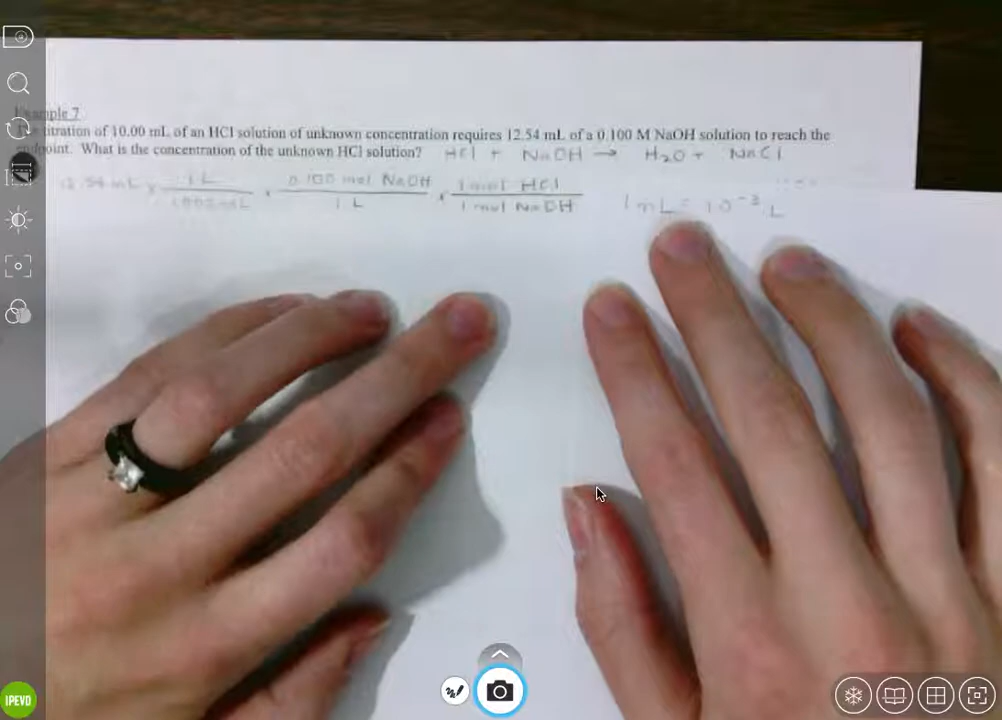 Example 7
The titration of 10.00 mL of an HCl solution of unknown concentration requires 12.54 mL of a 0.100 M NaOH solution to reach the
endpoint. What is the concentration of the unknown HCl solution? HCl + NaOH → H₂O + NaCl
12.54 mL x 1 L x 0.100 mol NaOH x 1 mol HCl
1000 mL 1 L 1 mol NaOH 1 mL = 10⁻³ L
IPEVO